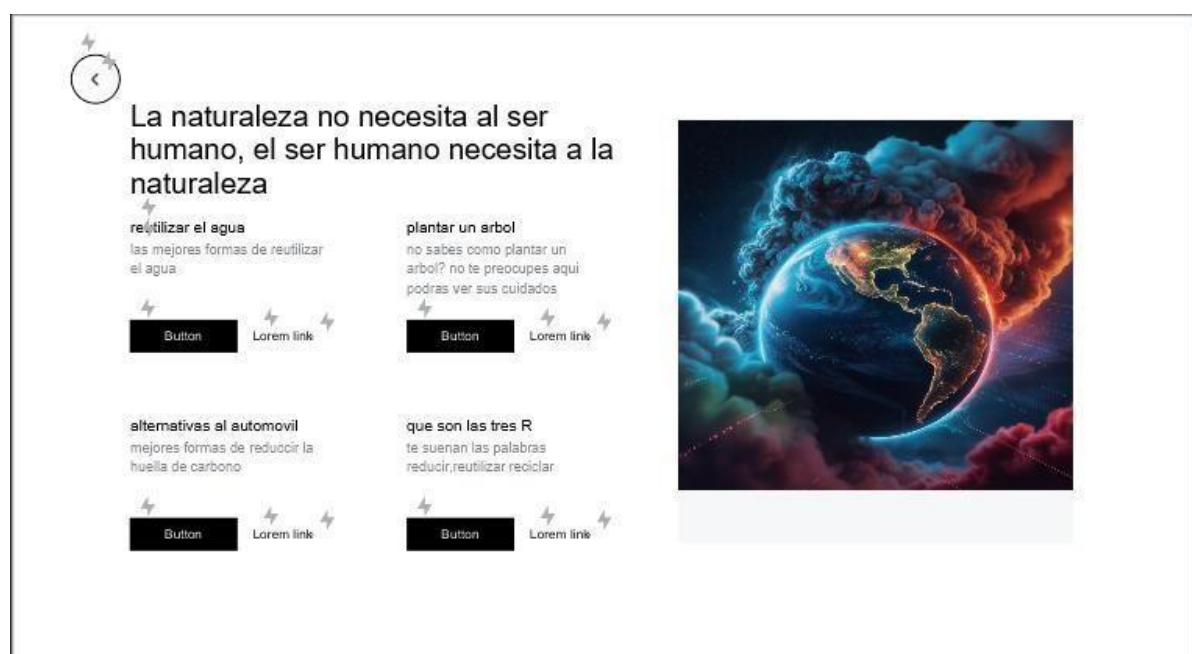 La naturaleza no necesita al ser
humano, el ser humano necesita a la
naturaleza
reutilizar el agua
las mejores formas de reutilizar
el agua
Button
Lorem link
plantar un arbol
no sabes como plantar un
arbol? no te preocupes aqui
podras ver sus cuidados
Button
Lorem link
alternativas al automovil
mejores formas de reduccir la
huella de carbono
Button
Lorem link
que son las tres R
te suenan las palabras
reducir,reutilizar reciclar
Button
Lorem link